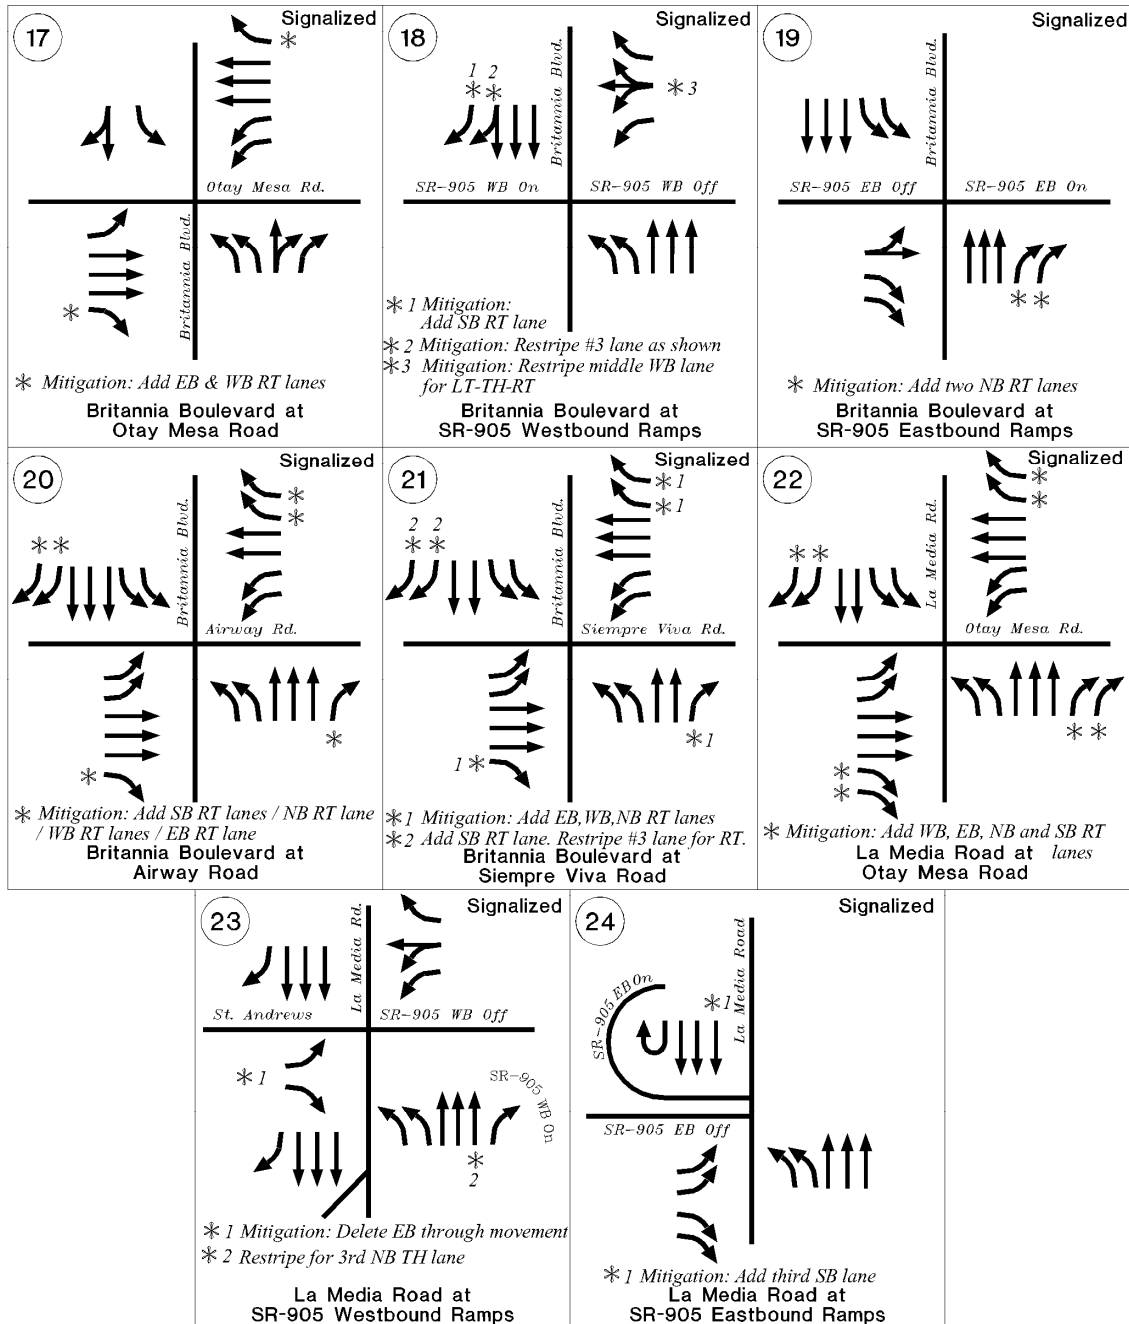 17
Signalized
Otay Mesa Rd.
Britannia Blvd.
* Mitigation: Add EB & WB RT lanes
Britannia Boulevard at
Otay Mesa Road
18
Signalized
Britannia Blvd.
1 2
* *
* 3
SR-905 WB On
SR-905 WB Off
* 1 Mitigation:
Add SB RT lane
* 2 Mitigation: Restripe #3 lane as shown
* 3 Mitigation: Restripe middle WB lane
for LT-TH-RT
Britannia Boulevard at
SR-905 Westbound Ramps
19
Signalized
Britannia Blvd.
SR-905 EB Off
SR-905 EB On
* Mitigation: Add two NB RT lanes
Britannia Boulevard at
SR-905 Eastbound Ramps
20
Signalized
Britannia Blvd.
Airway Rd.
* Mitigation: Add SB RT lanes / NB RT lane
/ WB RT lanes / EB RT lane
Britannia Boulevard at
Airway Road
21
Signalized
* 1
* 1
2 2
* *
Britannia Blvd.
Siempre Viva Rd.
1 *
* 1
* 1 Mitigation: Add EB,WB,NB RT lanes
* 2 Add SB RT lane. Restripe #3 lane for RT.
Britannia Boulevard at
Siempre Viva Road
22
Signalized
La Media Rd.
Otay Mesa Rd.
* Mitigation: Add WB, EB, NB and SB RT
lanes
La Media Road at
Otay Mesa Road
23
Signalized
La Media Rd.
St. Andrews
SR-905 WB Off
* 1
SR-905 WB On
*
2
* 1 Mitigation: Delete EB through movement
* 2 Restripe for 3rd NB TH lane
La Media Road at
SR-905 Westbound Ramps
24
Signalized
La Media Road
SR-905 EB On
* 1
SR-905 EB Off
* 1 Mitigation: Add third SB lane
La Media Road at
SR-905 Eastbound Ramps